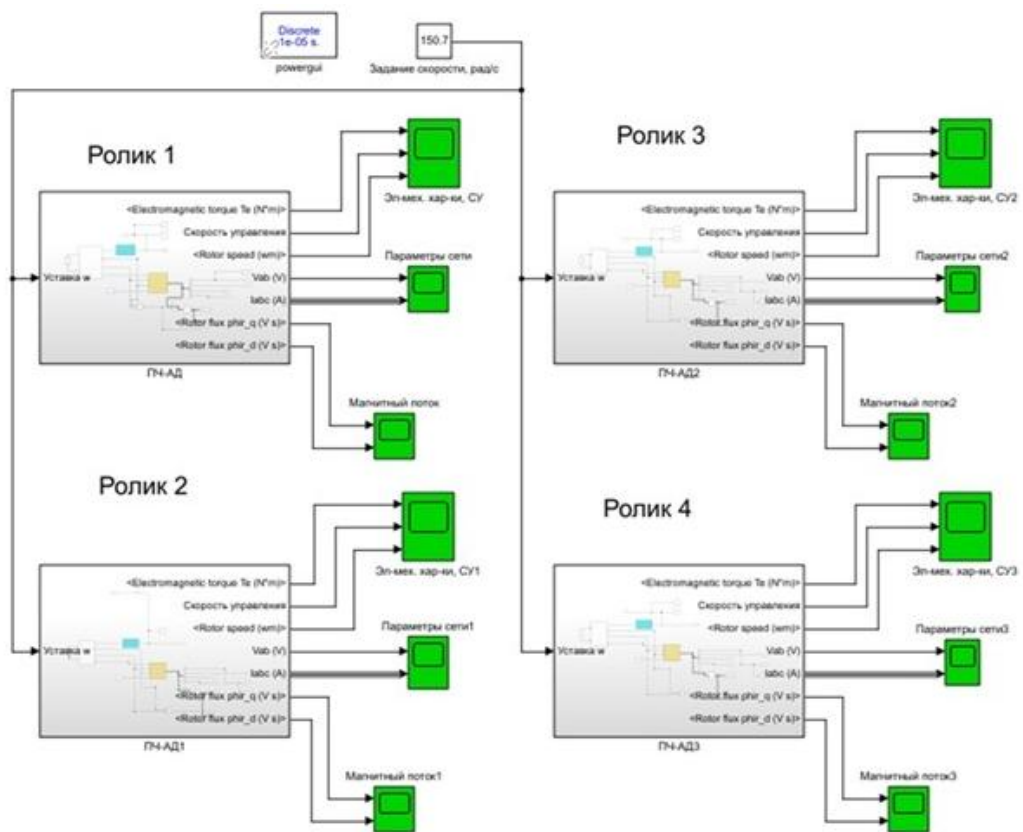 Discrete
1e-05 s.
powergui
150.7
Задание скорости, рад/с
Ролик 1
Эл-мех. хар-ки, СУ
<Electromagnetic torque Te (N*m)>
Скорость управления
<Rotor speed (wm)>
Параметры сети
Уставка w
Vab (V)
Iabc (A)
<Rotor flux phir_q (V s)>
<Rotor flux phir_d (V s)>
ПЧ-АД
Магнитный поток
Ролик 3
Эл-мех. хар-ки, СУ2
<Electromagnetic torque Te (N*m)>
Скорость управления
<Rotor speed (wm)>
Параметры сети2
Уставка w
Vab (V)
Iabc (A)
<Rotor flux phir_q (V s)>
<Rotor flux phir_d (V s)>
ПЧ-АД2
Магнитный поток2
Ролик 2
Эл-мех. хар-ки, СУ1
<Electromagnetic torque Te (N*m)>
Скорость управления
<Rotor speed (wm)>
Параметры сети1
Уставка w
Vab (V)
Iabc (A)
<Rotor flux phir_q (V s)>
<Rotor flux phir_d (V s)>
ПЧ-АД1
Магнитный поток1
Ролик 4
Эл-мех. хар-ки, СУ3
<Electromagnetic torque Te (N*m)>
Скорость управления
<Rotor speed (wm)>
Параметры сети3
Уставка w
Vab (V)
Iabc (A)
<Rotor flux phir_q (V s)>
<Rotor flux phir_d (V s)>
ПЧ-АД3
Магнитный поток3